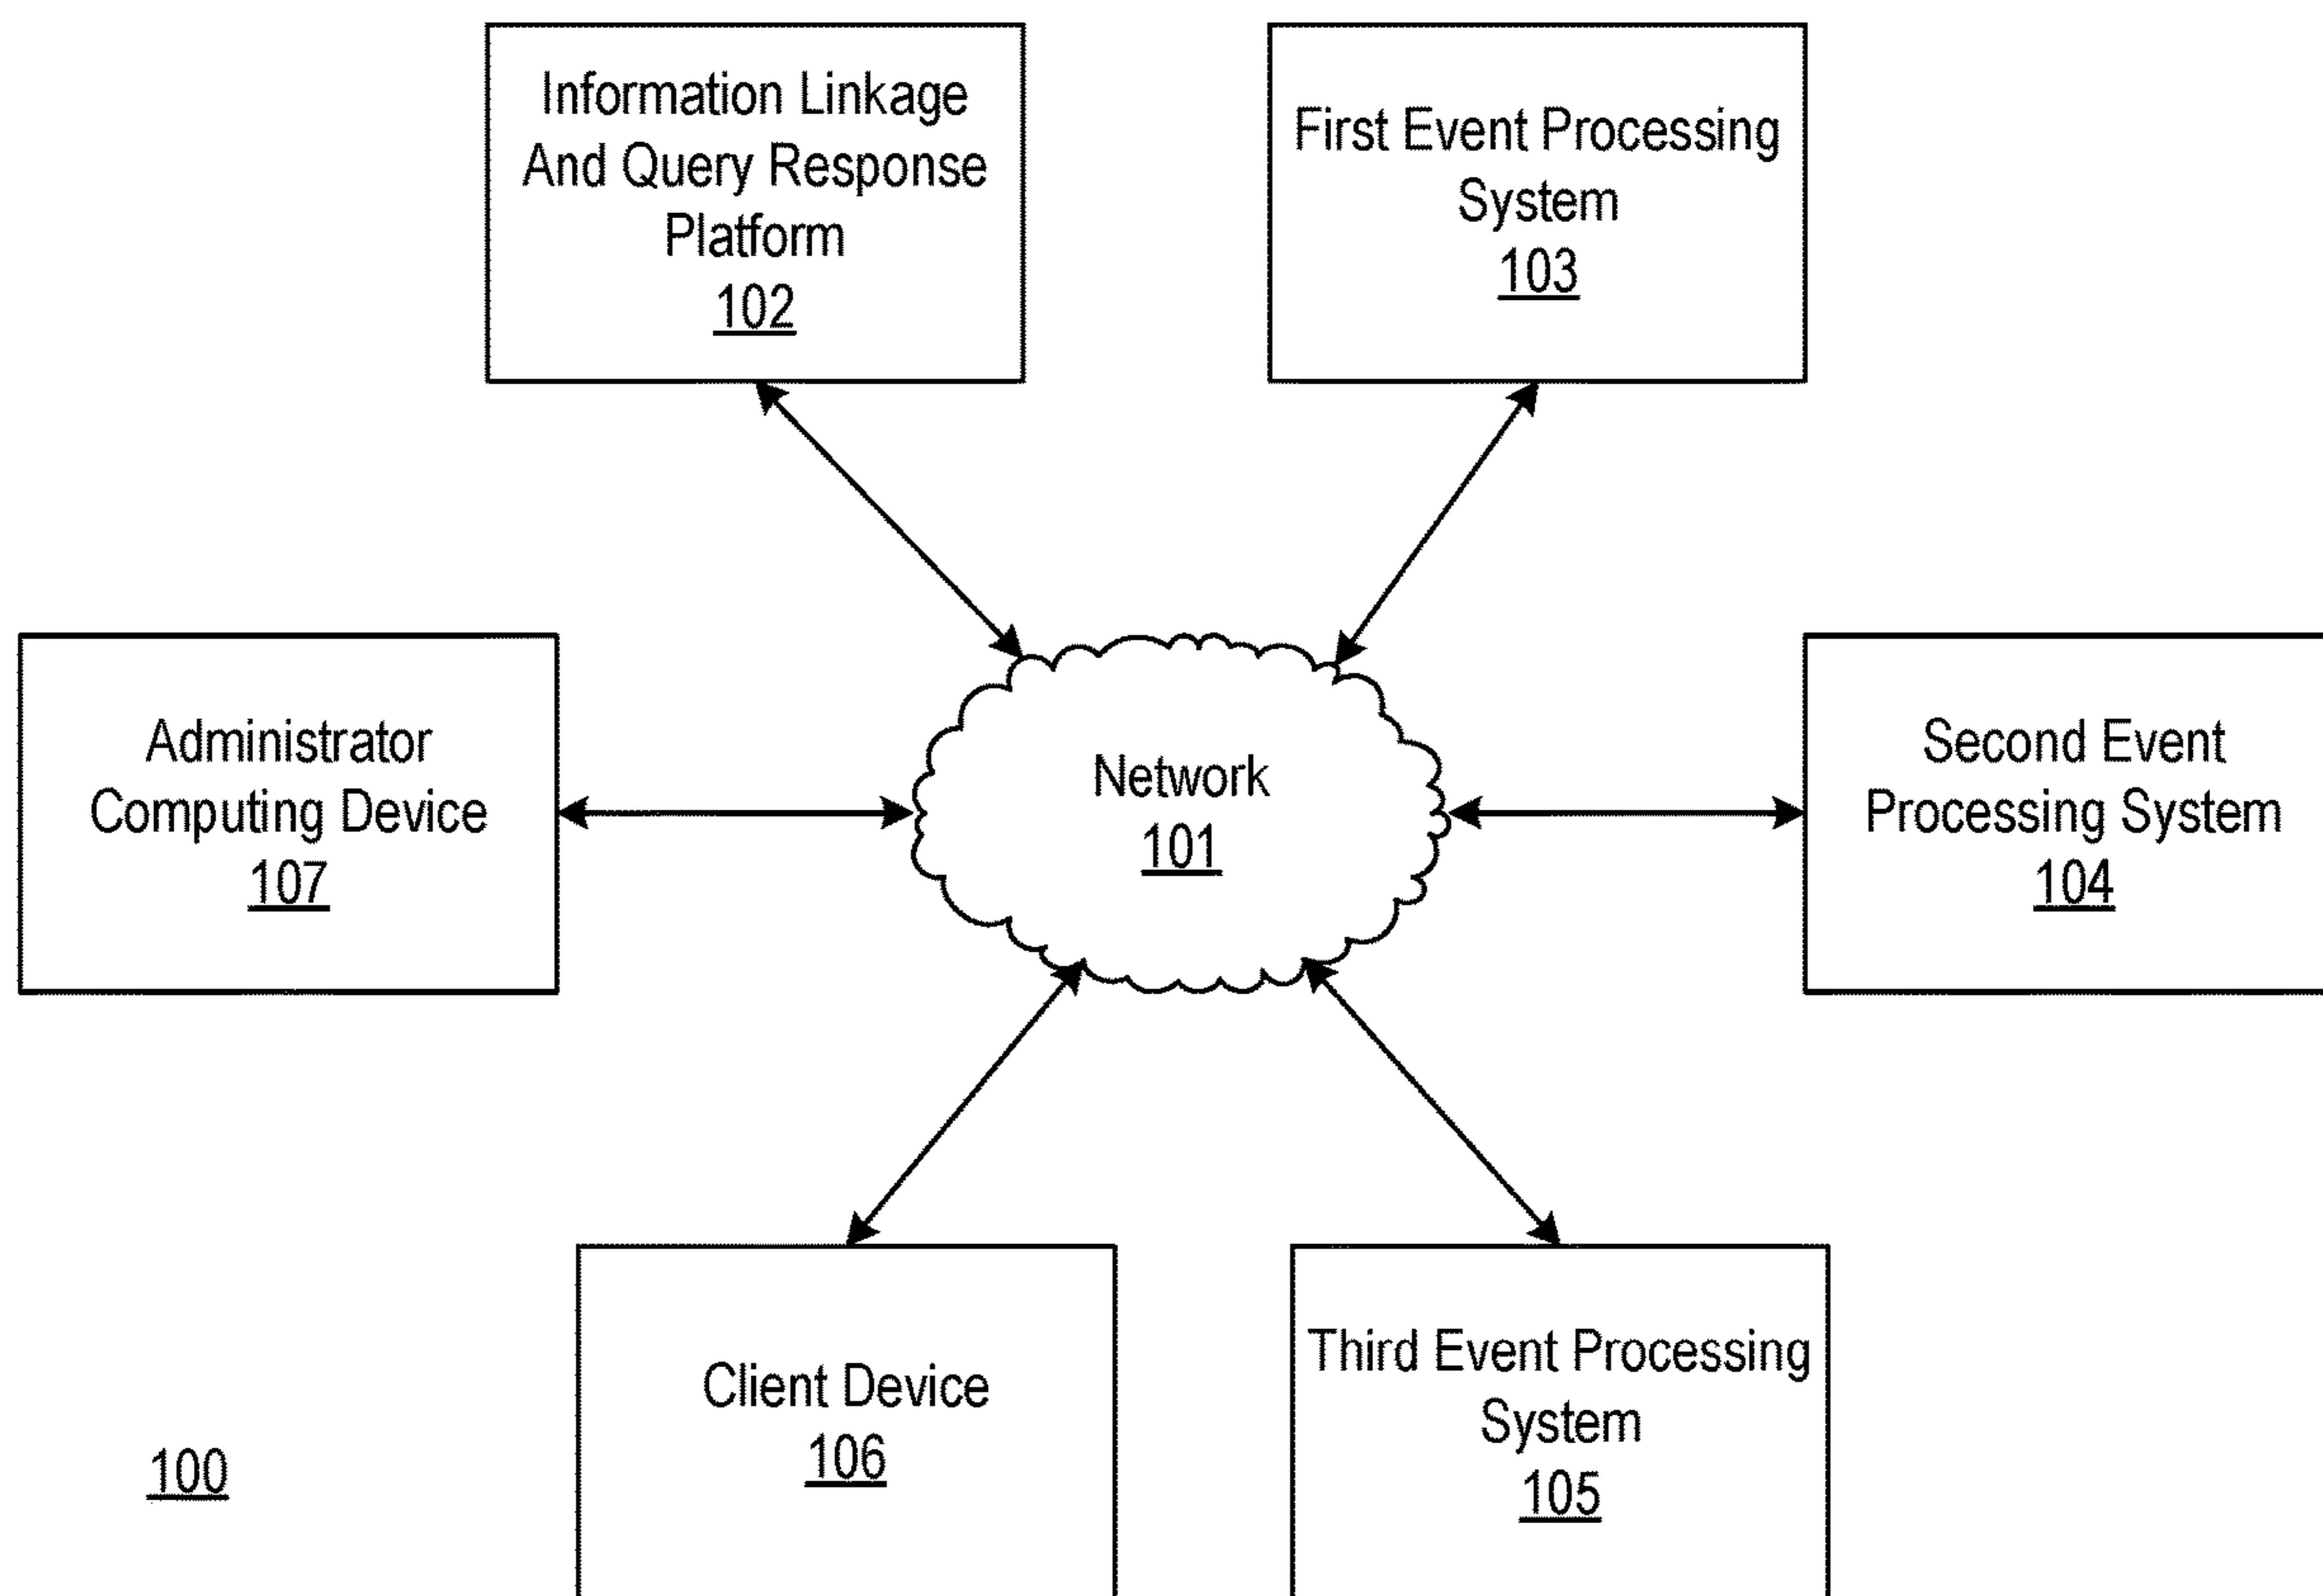 Information Linkage
And Query Response
Platform
102
First Event Processing
System
103
Administrator
Computing Device
107
Network
101
Second Event
Processing System
104
Client Device
106
Third Event Processing
System
105
100